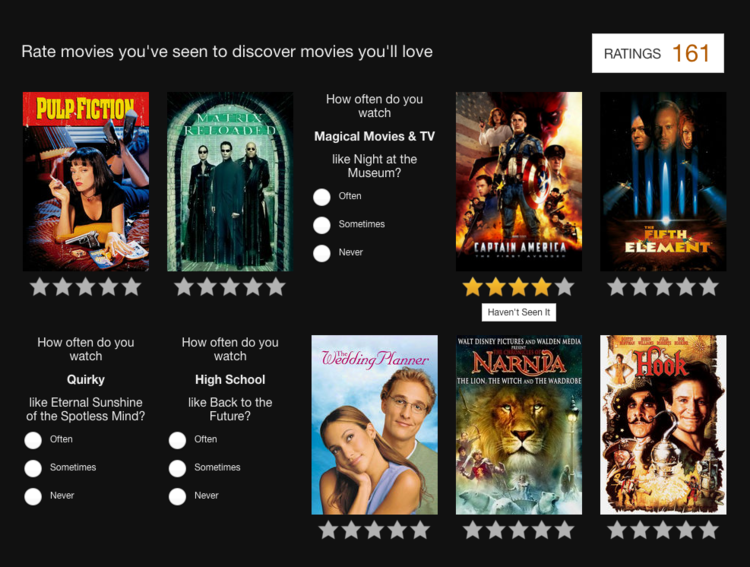 Rate movies you've seen to discover movies you'll love
RATINGS 161
PULP FICTION
MATRIX
RELOADED
How often do you
watch
Magical Movies & TV
like Night at the
Museum?
Often
Sometimes
Never
CAPTAIN AMERICA
THE FIRST AVENGER
THE
FIFTH
ELEMENT
Haven't Seen It
How often do you
watch
Quirky
like Eternal Sunshine
of the Spotless Mind?
Often
Sometimes
Never
How often do you
watch
High School
like Back to the
Future?
Often
Sometimes
Never
The
Wedding Planner
WALT DISNEY PICTURES AND WALDEN MEDIA
PRESENT
THE CHRONICLES OF
NARNIA
THE LION, THE WITCH AND THE WARDROBE
Hook